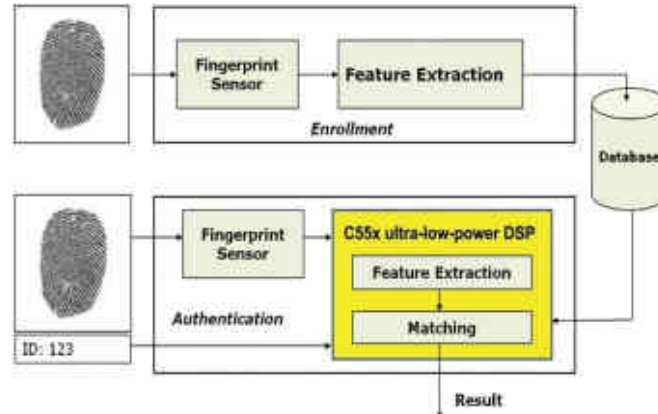 Fingerprint
Sensor
Feature Extraction
Enrollment
Database
Fingerprint
Sensor
C55x ultra-low-power DSP
Feature Extraction
Matching
Authentication
ID: 123
Result